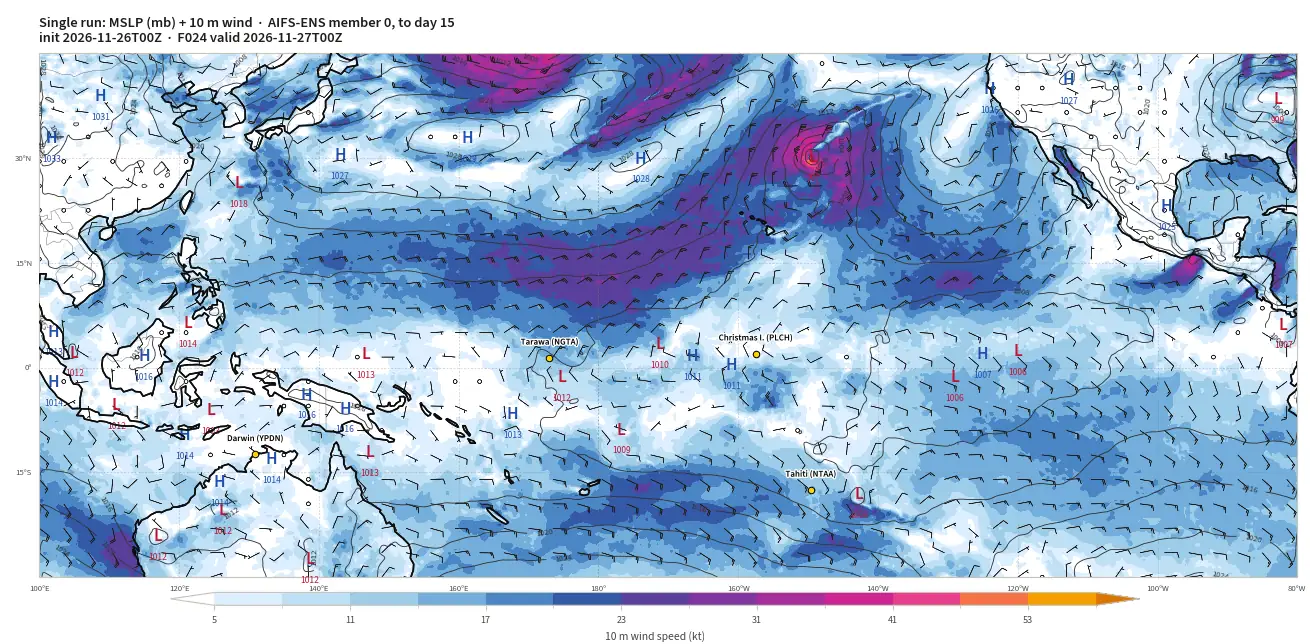 Single run: MSLP (mb) + 10 m wind · AIFS-ENS member 0, to day 15
init 2026-11-26T00Z · F024 valid 2026-11-27T00Z
H
1031
H
1033
H
1027
H
H
1028
H
H
1027
L
H
1025
L
1018
30°N
15°N
0°
15°S
L
1014
H
H
1014
L
1012
H
1016
L
1013
Tarawa (NGTA)
Christmas I. (PLCH)
L
1010
H
1011
H
1011
L
1012
L
1006
H
1007
L
1006
L
1007
L
1012
L
H
1016
H
1016
H
1013
L
1009
H
1014
Darwin (YPDN)
H
1014
L
1013
H
1014
L
1012
L
1012
L
1012
Tahiti (NTAA)
L
1016
1020
100°E
120°E
140°E
160°E
180°
160°W
140°W
120°W
100°W
80°W
5
11
17
23
31
41
53
10 m wind speed (kt)